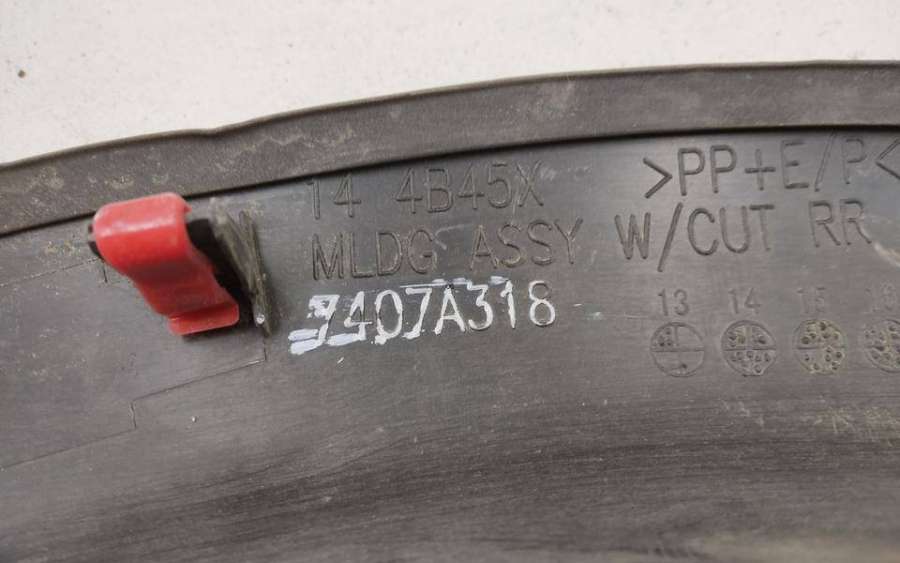 >PP+E/P<
14 4B45X
MLDG ASSY W/CUT RR
7407A318
13 14 15